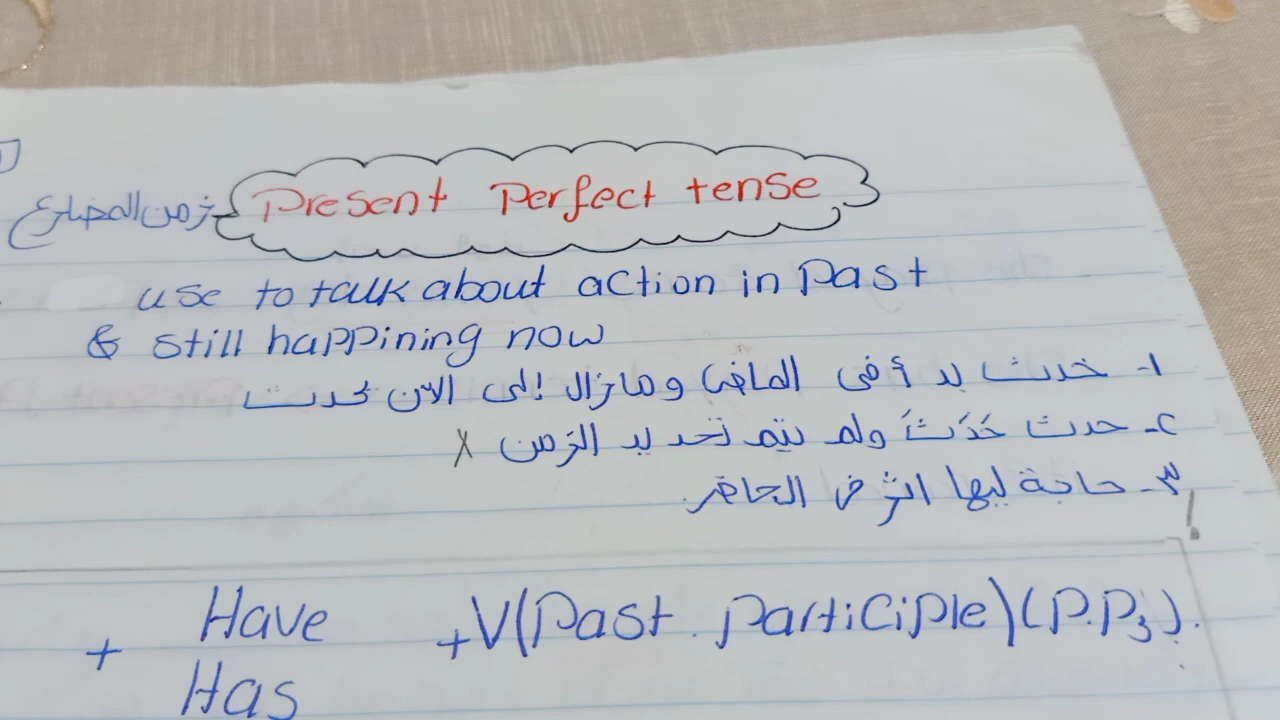 Present Perfect tense
زمن المضارع
use to talk about action in Past
& still happining now
١- خدث بدأ فى الماضى ومازال إلى الآن يحدث
٢- حدث حَدَثَ ولم يتم تحديد الزمن X
٣- حاجة ليها اثر فى الحاضر.
+ Have +V(Past. participle)(P.P3).
Has